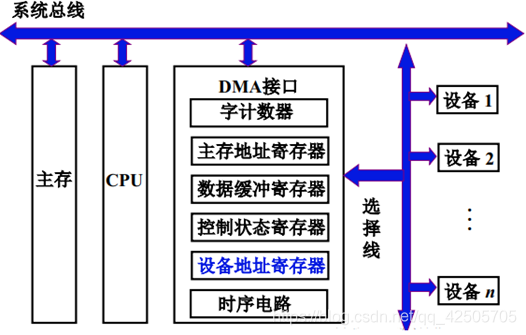 系统总线
主存
CPU
DMA接口
字计数器
主存地址寄存器
数据缓冲寄存器
控制状态寄存器
设备地址寄存器
时序电路
选择线
设备 1
设备 2
⋮
设备 n
https://blog.csdn.net/qq_42505705